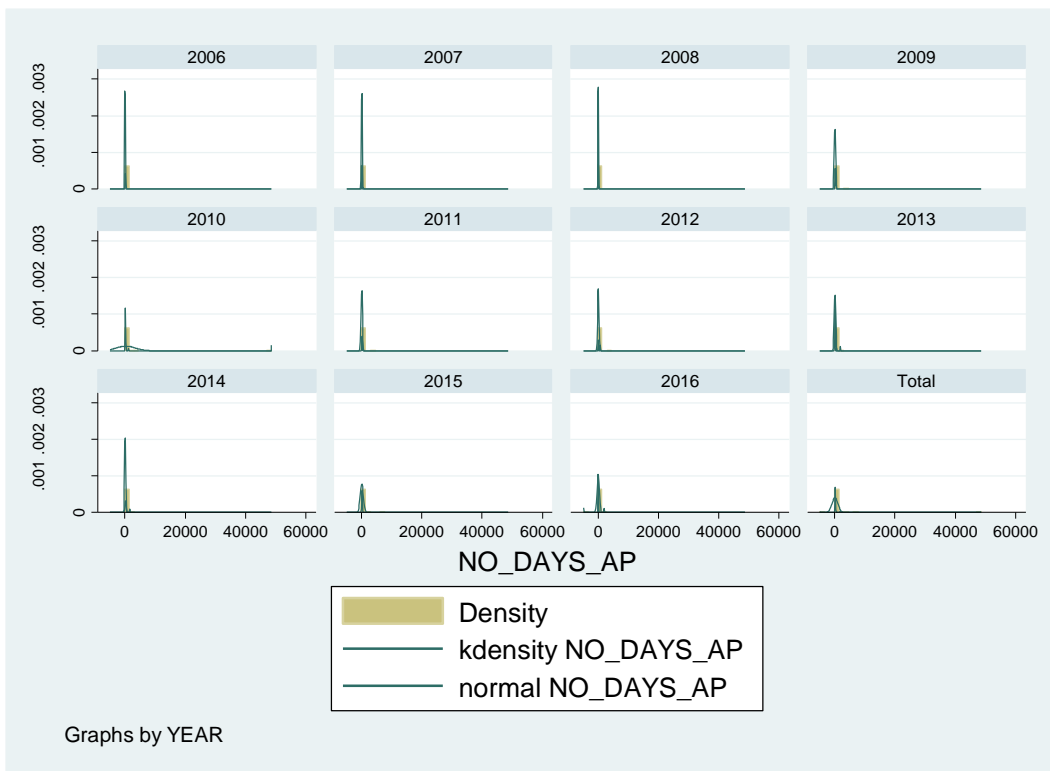 2006 2007 2008 2009
0 .001 .002 .003
2010 2011 2012 2013
0 .001 .002 .003
2014 2015 2016 Total
0 .001 .002 .003
0 20000 40000 60000 0 20000 40000 60000 0 20000 40000 60000 0 20000 40000 60000
NO_DAYS_AP
Density
kdensity NO_DAYS_AP
normal NO_DAYS_AP
Graphs by YEAR